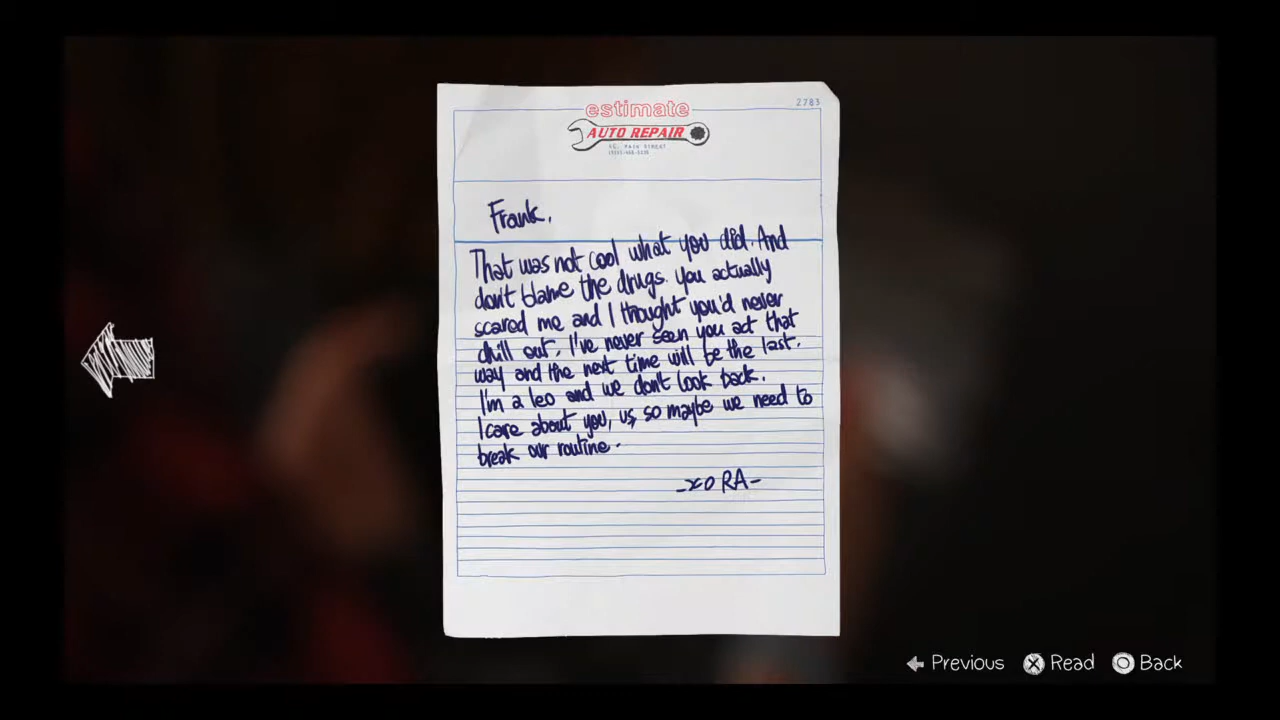 estimate
2783
AUTO REPAIR
Frank,
That was not cool what you did. And
don't blame the drugs. You actually
scared me and I thought you'd never
chill out. I've never seen you act that
way and the next time will be the last.
I'm a leo and we don't look back.
I care about you, us, so maybe we need to
break our routine.
-xo RA-
Previous
Read
Back